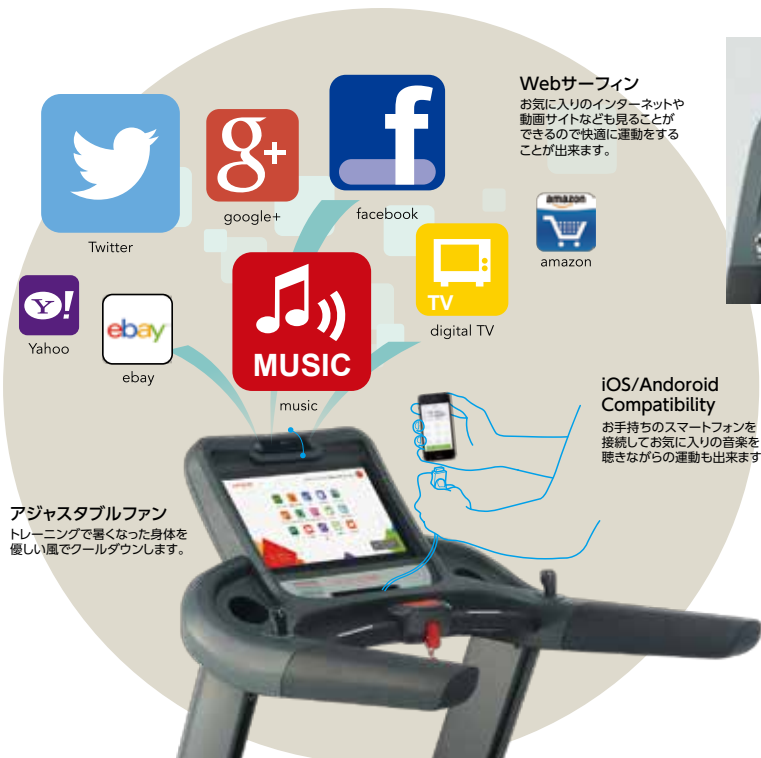 Webサーフィン
お気に入りのインターネットや
動画サイトなども見ることが
できるので快適に運動をする
ことが出来ます。
f
g+
google+
facebook
Twitter
amazon
amazon
TV
digital TV
Y!
Yahoo
ebay
ebay
MUSIC
music
iOS/Andoroid
Compatibility
お手持ちのスマートフォンを
接続してお気に入りの音楽を
聴きながらの運動も出来ます
アジャスタブルファン
トレーニングで暑くなった身体を
優しい風でクールダウンします。